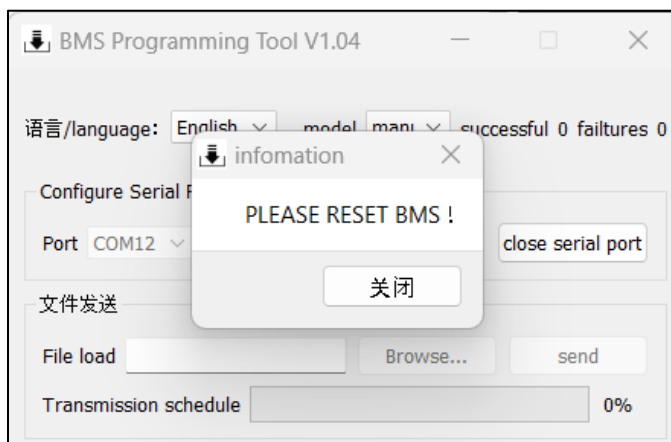 BMS Programming Tool V1.04
语言/language: English model manu successful 0 failtures 0
infomation
Configure Serial
PLEASE RESET BMS !
Port COM12 close serial port
关闭
文件发送
File load Browse... send
Transmission schedule 0%